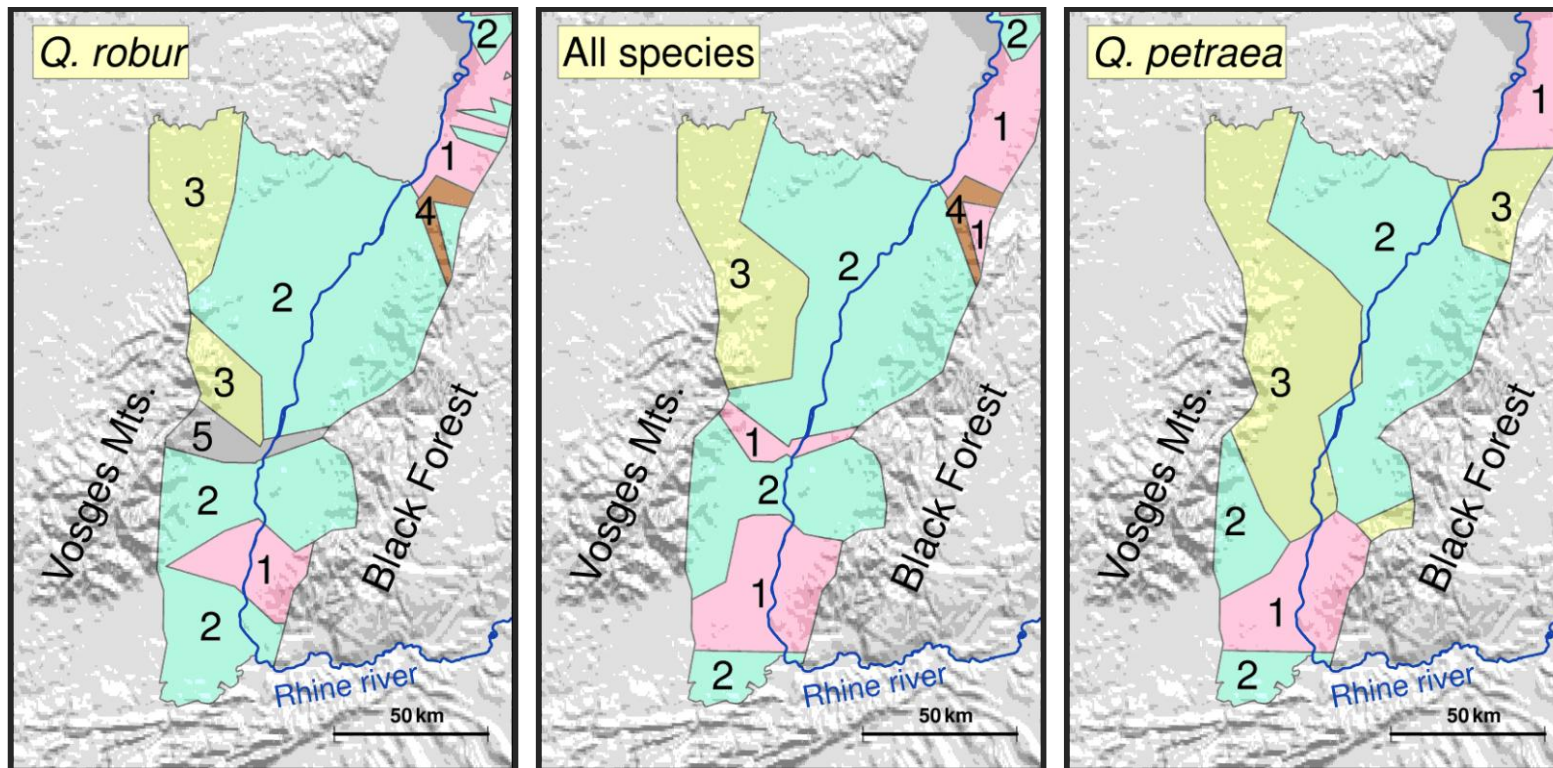 Q. robur
2
1
3
4
2
3
5
2
1
2
Vosges Mts.
Black Forest
Rhine river
50 km
All species
2
1
4
1
2
3
1
2
1
2
Vosges Mts.
Black Forest
Rhine river
50 km
Q. petraea
1
3
2
3
2
1
2
Vosges Mts.
Black Forest
Rhine river
50 km